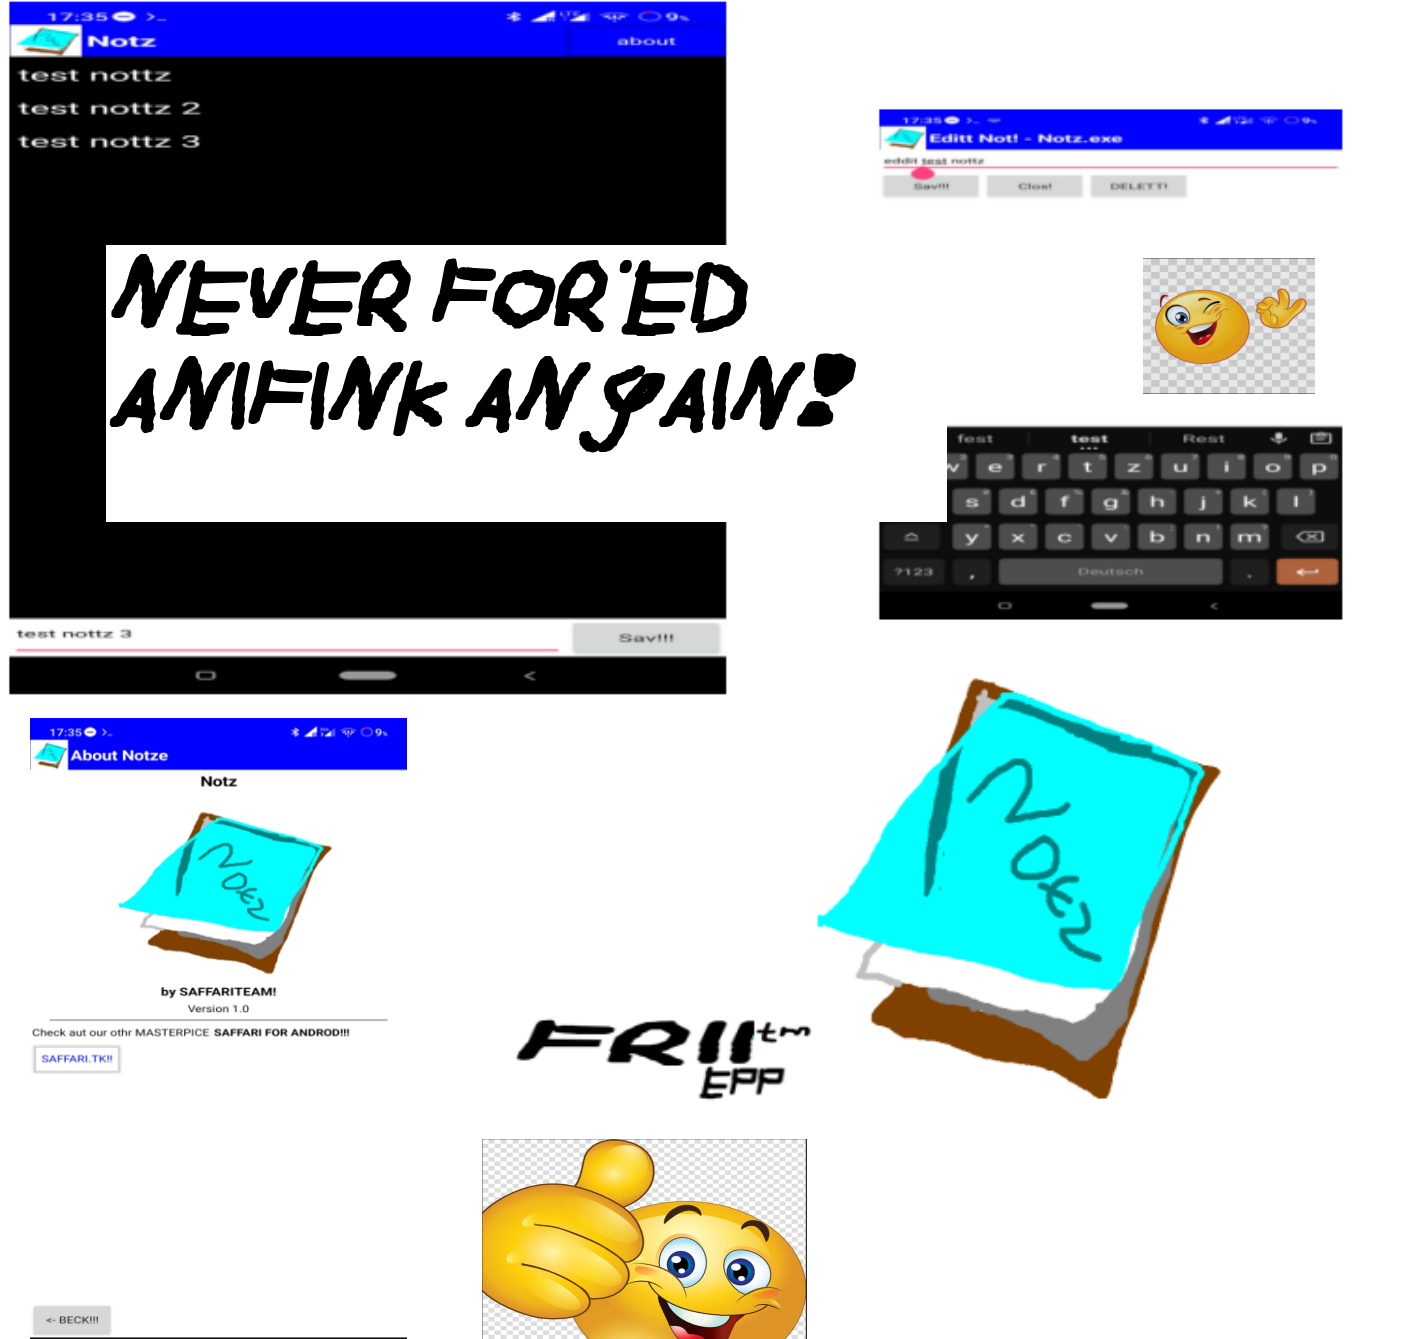 17:35
9%
Notz
about
test nottz
test nottz 2
test nottz 3
NEVER FOR'ED
ANIFINK ANgAIN!
test nottz 3
Sav!!!
17:35
9%
Editt Not! - Notz.exe
eddit test nottz
Sav!!!
Clos!
DELETT!
fest
test
Rest
w e r t z u i o p
s d f g h j k l
y x c v b n m
?123
,
Deutsch
.
Notz
17:35
9%
About Notze
Notz
Notz
by SAFFARITEAM!
Version 1.0
Check aut our othr MASTERPICE SAFFARI FOR ANDROD!!!
SAFFARI.TK!!
<- BECK!!!
FRII tm
EPP